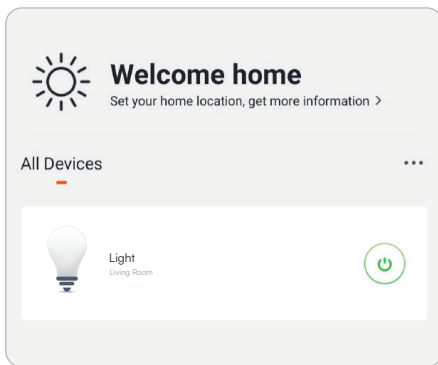 Welcome home
Set your home location, get more information >
All Devices
Light
Living Room